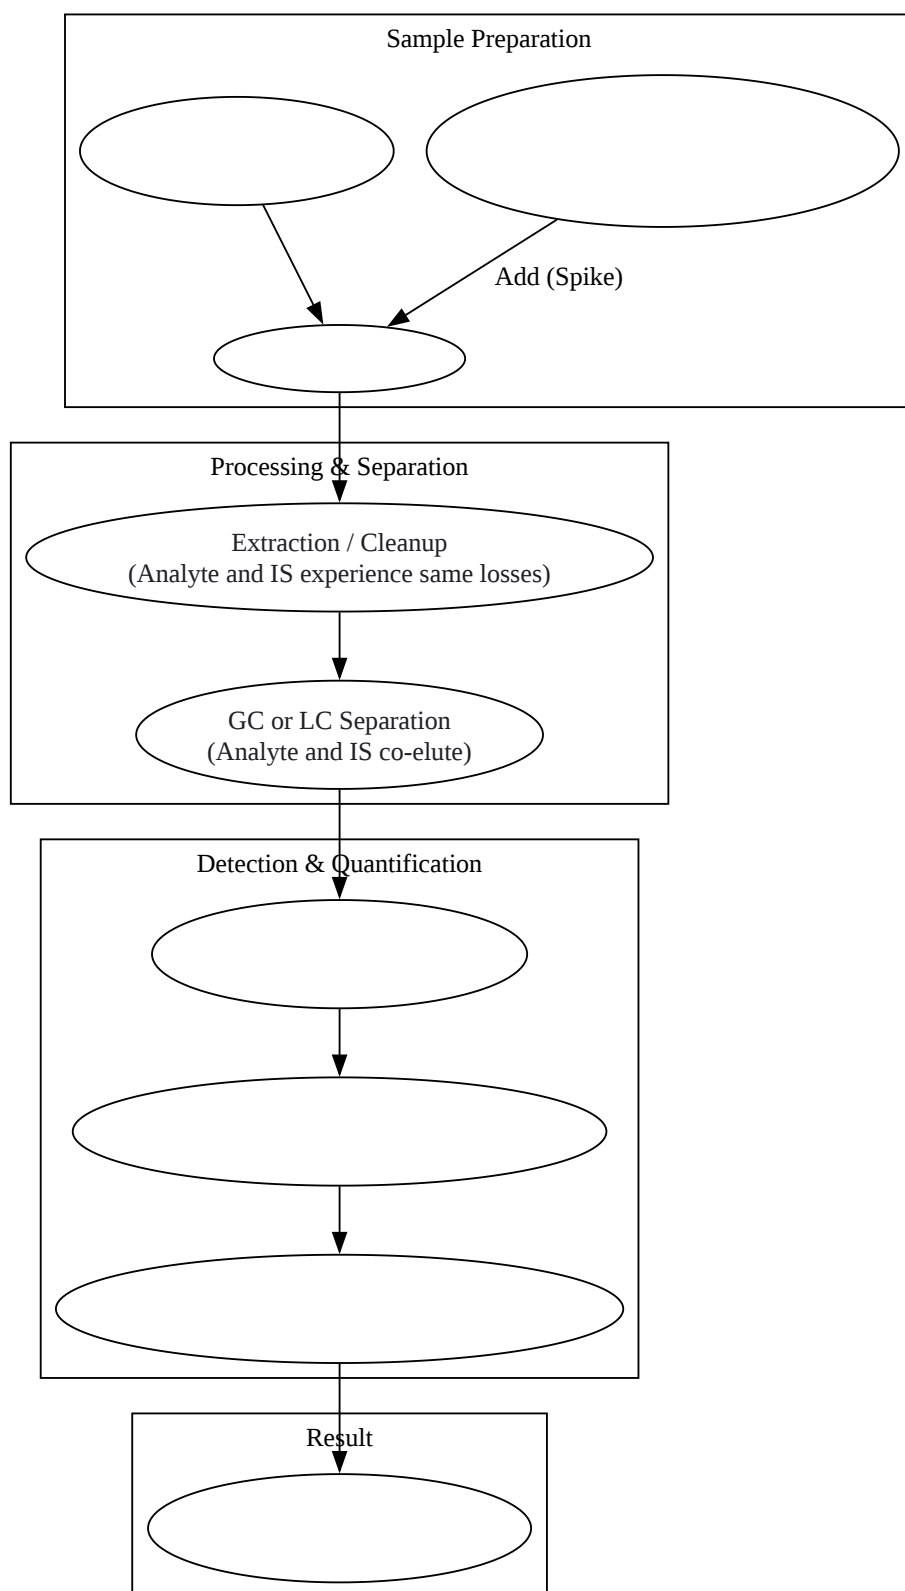 Sample Preparation
Add (Spike)
Processing & Separation
Extraction / Cleanup
(Analyte and IS experience same losses)
GC or LC Separation
(Analyte and IS co-elute)
Detection & Quantification
Result